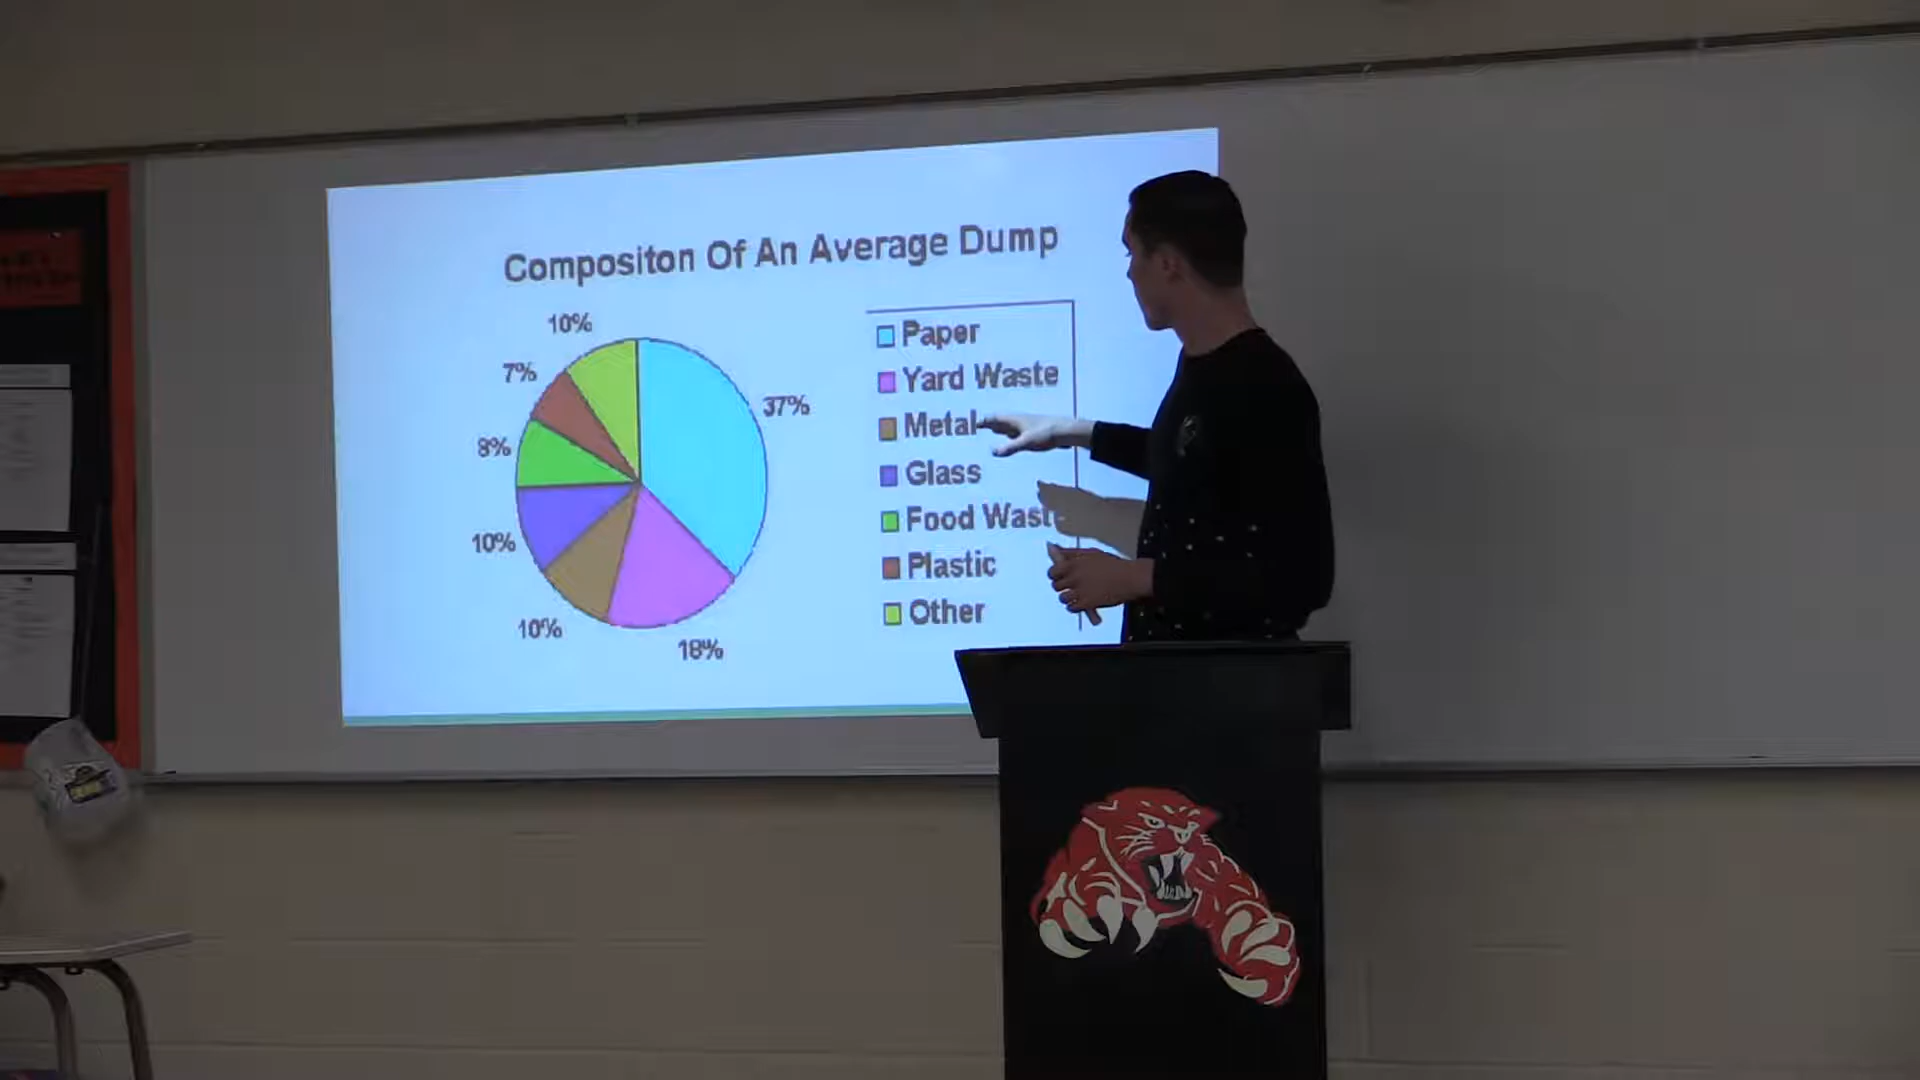 Compositon Of An Average Dump
10%
7%
37%
8%
10%
10%
18%
Paper
Yard Waste
Metal
Glass
Food Waste
Plastic
Other